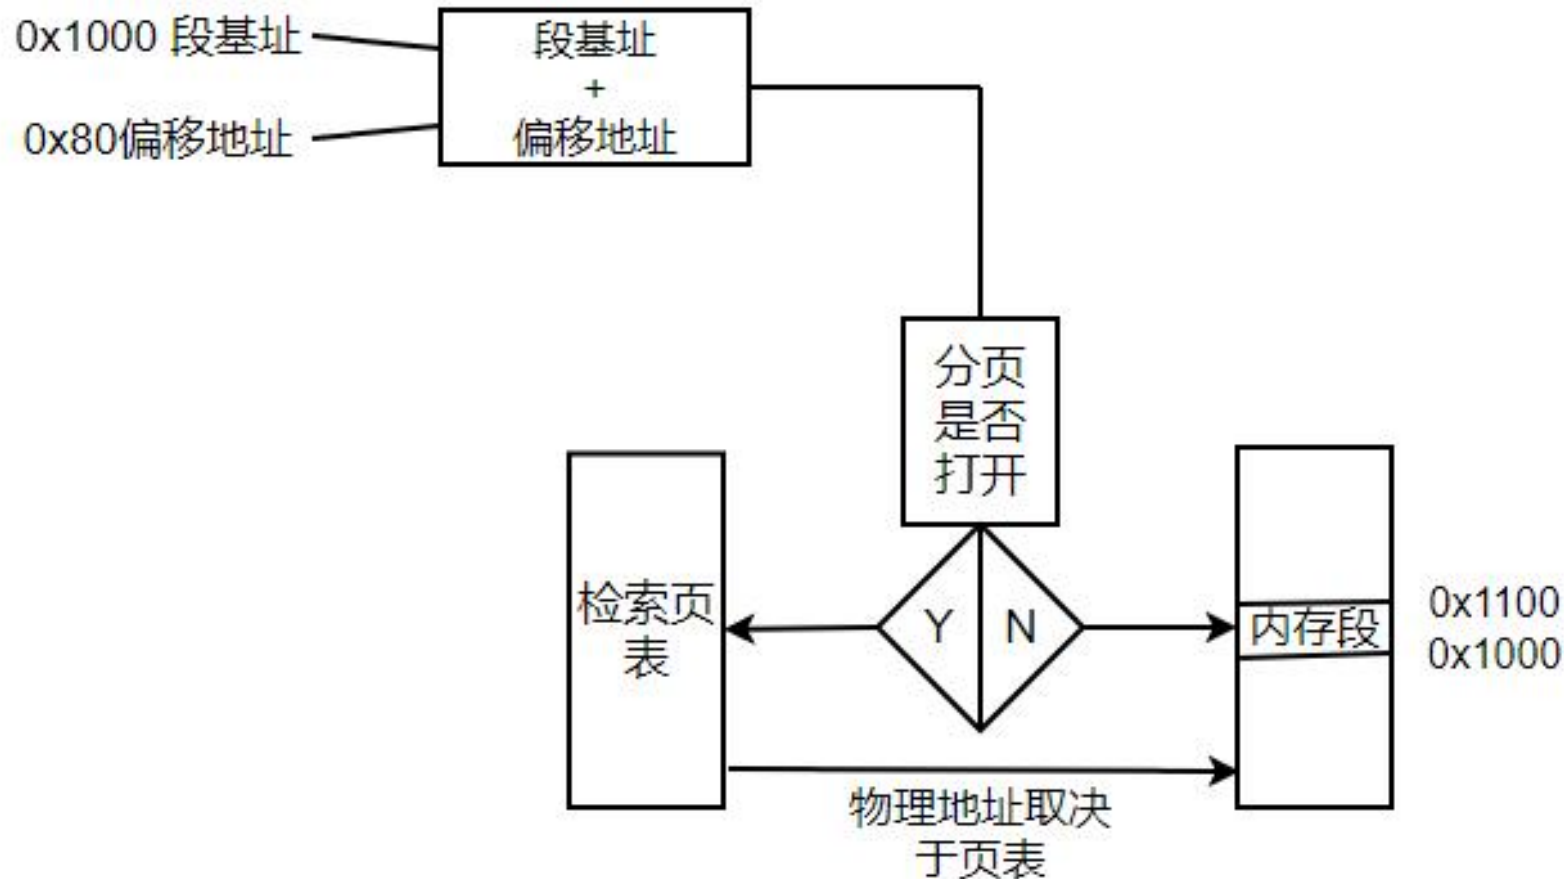 0x1000 段基址
0x80偏移地址
段基址
+
偏移地址
分页
是否
打开
检索页
表
Y
N
内存段
0x1100
0x1000
物理地址取决
于页表